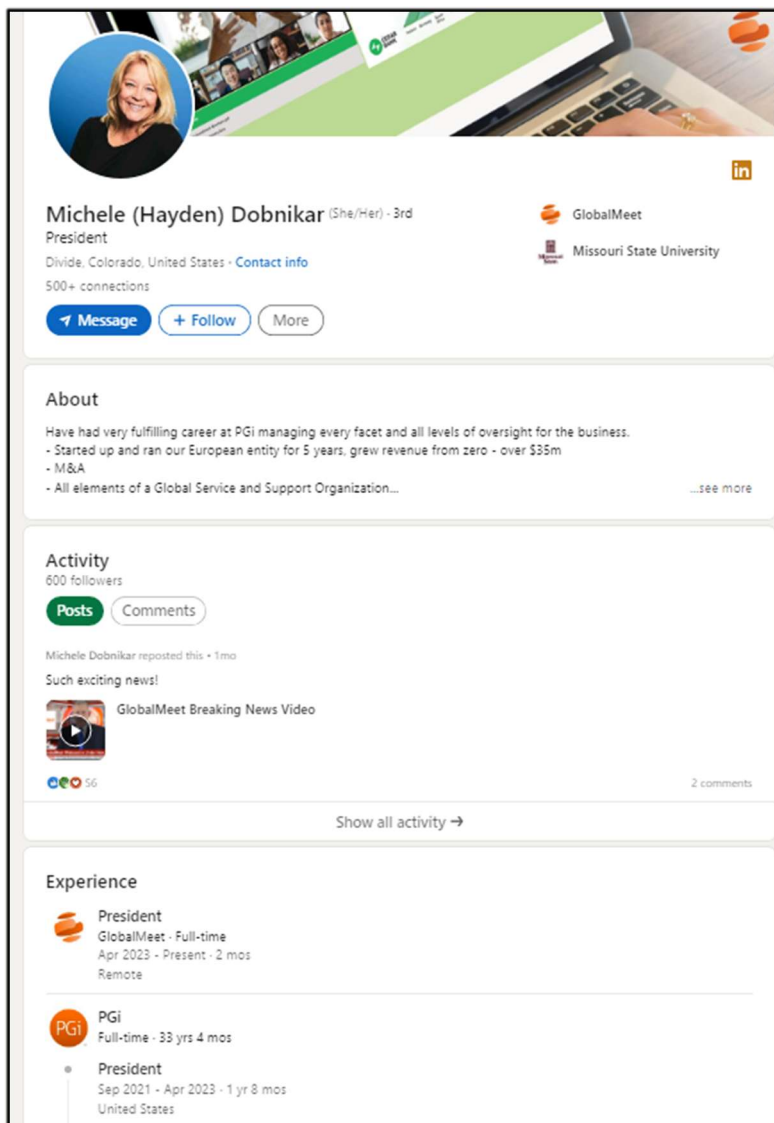 in
Michele (Hayden) Dobnikar (She/Her) · 3rd
President
Divide, Colorado, United States · Contact info
500+ connections
Message
+ Follow
More
GlobalMeet
Missouri State University
About
Have had very fulfilling career at PGi managing every facet and all levels of oversight for the business.
- Started up and ran our European entity for 5 years, grew revenue from zero - over $35m
- M&A
- All elements of a Global Service and Support Organization...
...see more
Activity
600 followers
Posts
Comments
Michele Dobnikar reposted this • 1mo
Such exciting news!
GlobalMeet Breaking News Video
56
2 comments
Show all activity →
Experience
President
GlobalMeet · Full-time
Apr 2023 - Present · 2 mos
Remote
PGi
PGi
Full-time · 33 yrs 4 mos
President
Sep 2021 - Apr 2023 · 1 yr 8 mos
United States